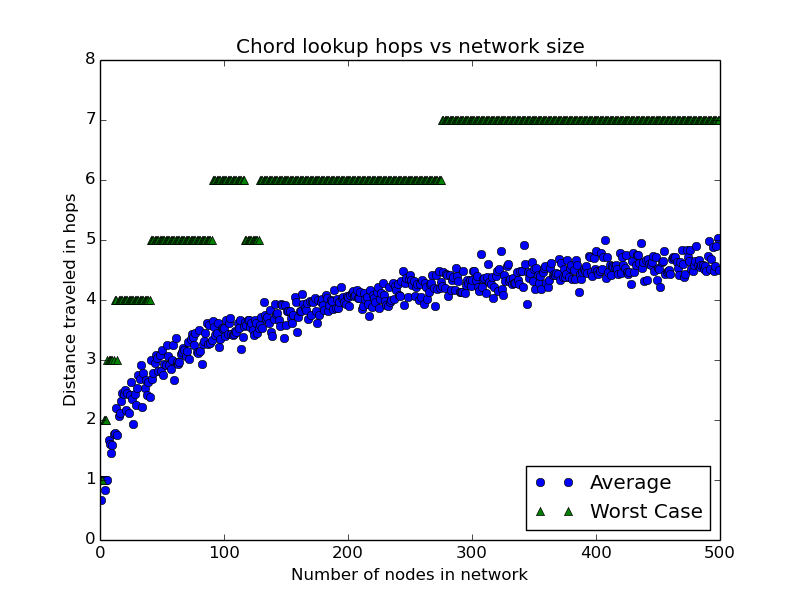 Chord lookup hops vs network size
8
7
6
5
4
3
2
1
0
Distance traveled in hops
Average
Worst Case
0 100 200 300 400 500
Number of nodes in network